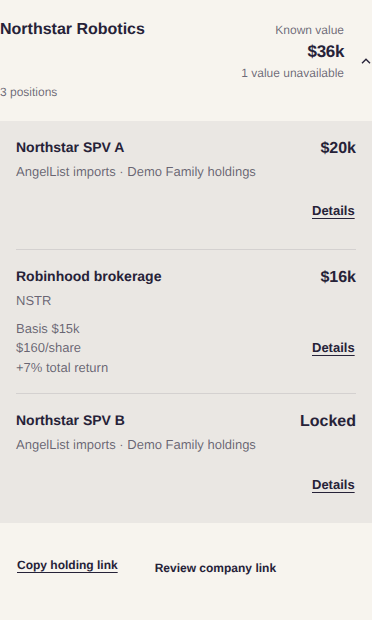 Northstar Robotics
Known value
$36k
1 value unavailable
3 positions
Northstar SPV A
$20k
AngelList imports · Demo Family holdings
Details
Robinhood brokerage
$16k
NSTR
Basis $15k
$160/share
Details
+7% total return
Northstar SPV B
Locked
AngelList imports · Demo Family holdings
Details
Copy holding link
Review company link